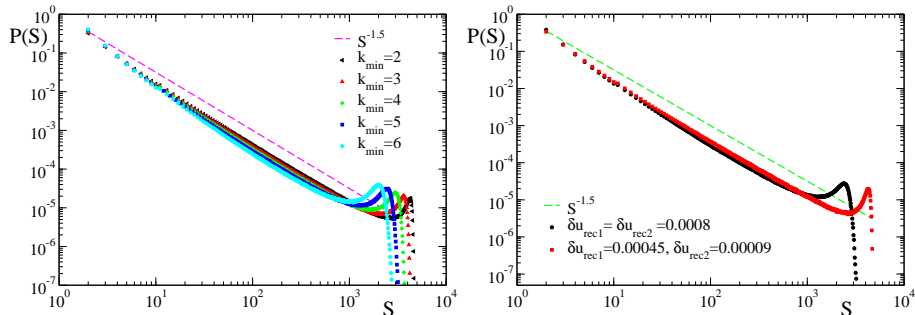 P(S)
10^0
10^-1
10^-2
10^-3
10^-4
10^-5
10^-6
10^-7
10^0 10^1 10^2 10^3 10^4
S
S^-1.5
k_min=2
k_min=3
k_min=4
k_min=5
k_min=6
P(S)
10^0
10^-1
10^-2
10^-3
10^-4
10^-5
10^-6
10^-7
10^0 10^1 10^2 10^3 10^4
S
S^-1.5
δu_rec1= δu_rec2=0.0008
δu_rec1=0.00045, δu_rec2=0.00009